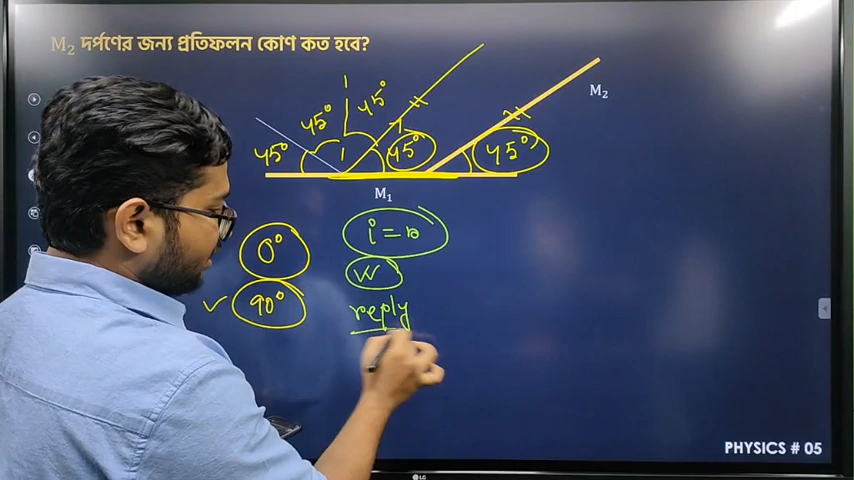 M₂ দর্পণের জন্য প্রতিফলন কোণ কত হবে?
45° 45° 45° 45° 45°
M₂
M₁
0°
i = r
90°
reply
PHYSICS # 05
LG